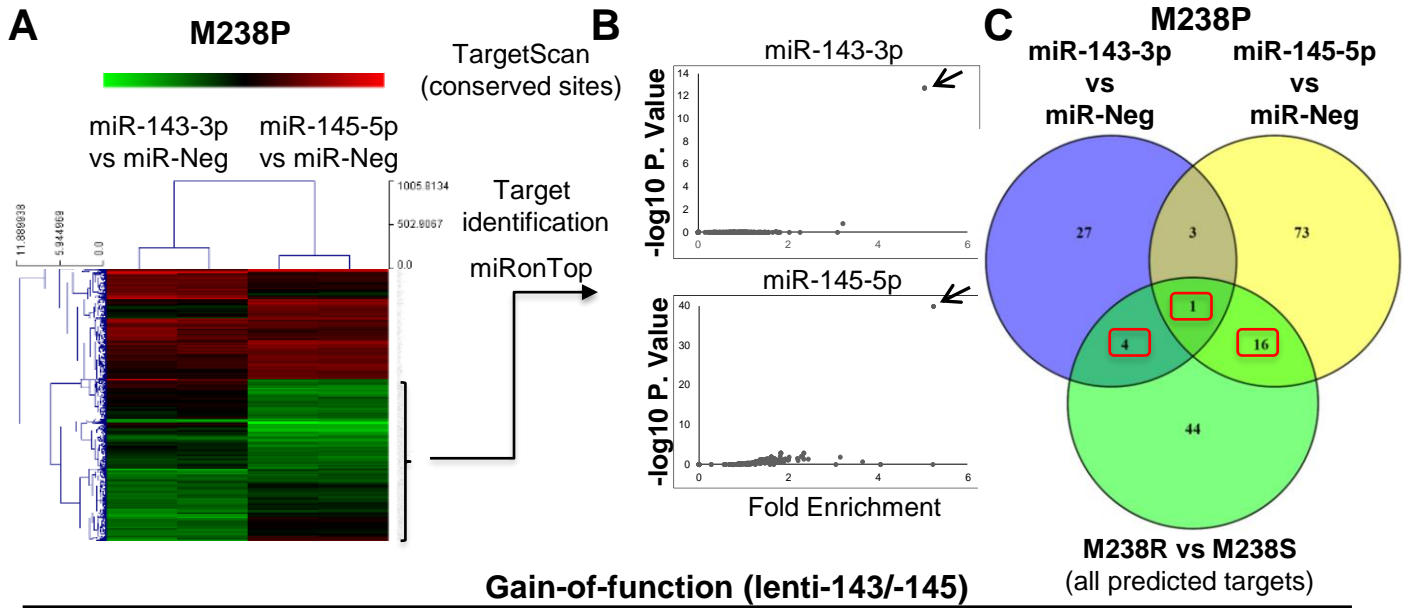 A
M238P
TargetScan
(conserved sites)
miR-143-3p
vs miR-Neg
miR-145-5p
vs miR-Neg
11.889938
5.944969
0.0
1005.8134
502.9067
0.0
Target
identification
miRonTop
B
miR-143-3p
-log10 P. Value
14
12
10
8
6
4
2
0
0
2
4
6
miR-145-5p
-log10 P. Value
40
30
20
10
0
0
2
4
6
Fold Enrichment
C
M238P
miR-143-3p
vs
miR-Neg
miR-145-5p
vs
miR-Neg
27
3
73
1
4
16
44
M238R vs M238S
(all predicted targets)
Gain-of-function (lenti-143/-145)